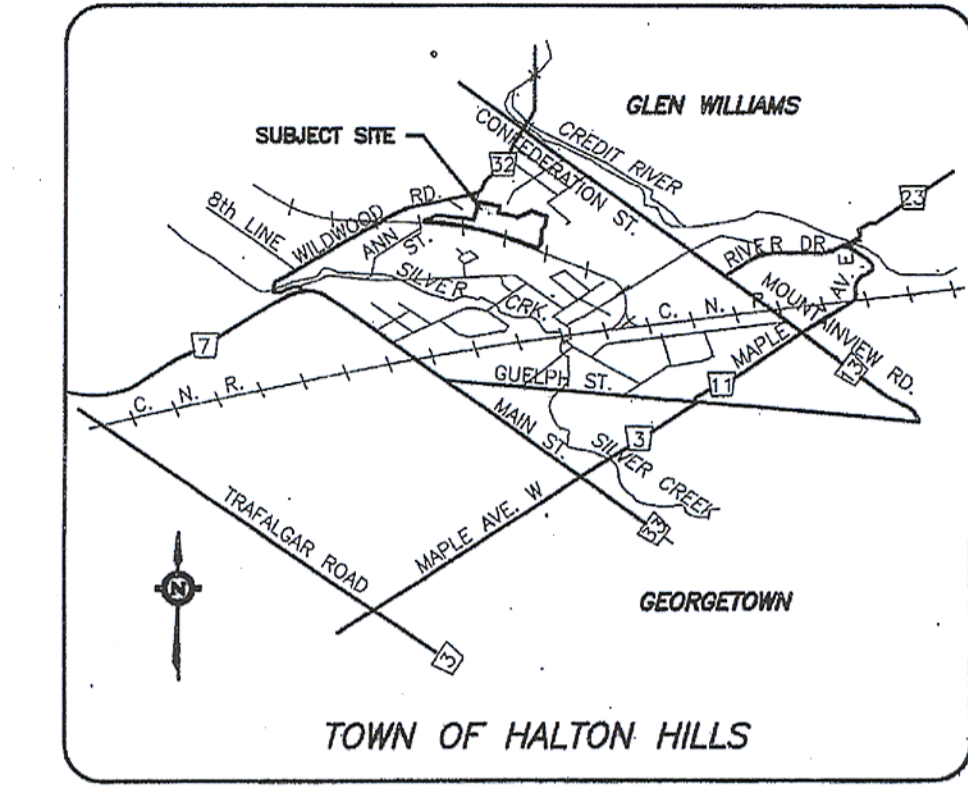 GLEN WILLIAMS
SUBJECT SITE
CONFEDERATION ST.
CREDIT RIVER
32
23
8th LINE
WILDWOOD RD.
ANN ST.
RIVER DR.
SILVER CRK.
C. N. R.
MAPLE AV. E
MOUNTAINVIEW RD.
7
GUELPH ST.
11
13
C. N. R.
MAIN ST.
3
SILVER CREEK
33
TRAFALGAR ROAD
MAPLE AVE. W
N
GEORGETOWN
3
TOWN OF HALTON HILLS